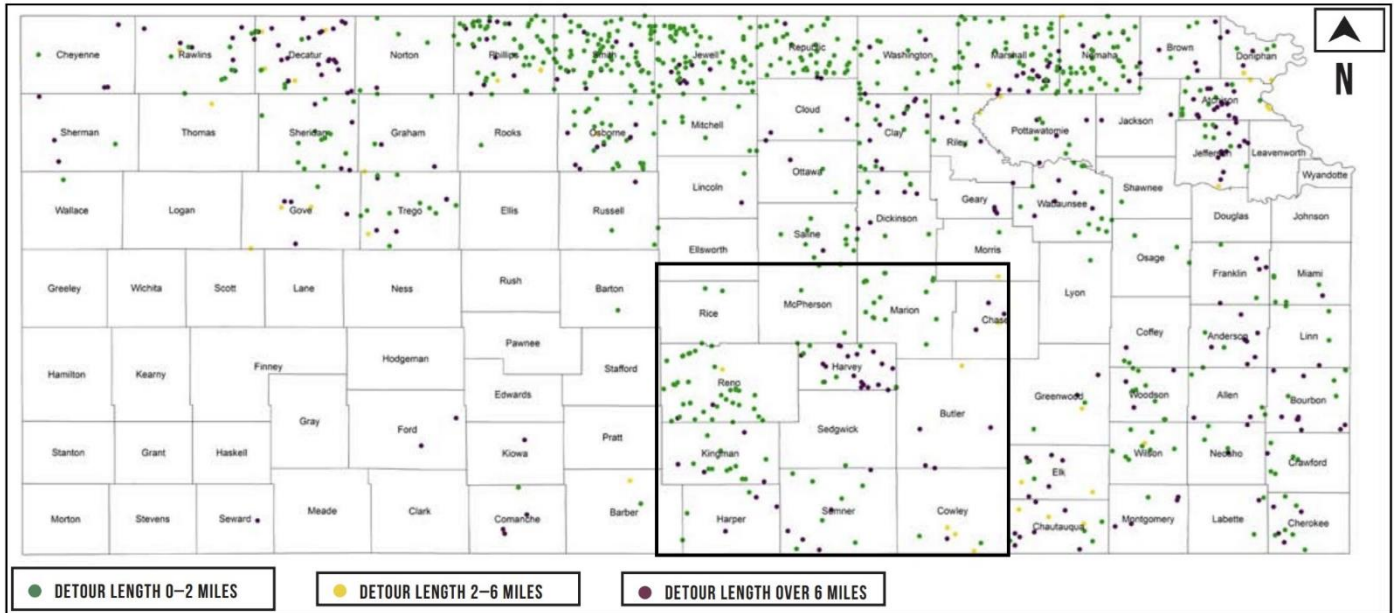 N
Cheyenne
Rawlins
Decatur
Norton
Phillips
Smith
Jewell
Republic
Washington
Marshall
Nemaha
Brown
Doniphan
Sherman
Thomas
Sheridan
Graham
Rooks
Osborne
Mitchell
Cloud
Clay
Riley
Pottawatomie
Jackson
Atchison
Jefferson
Leavenworth
Wyandotte
Wallace
Logan
Gove
Trego
Ellis
Russell
Lincoln
Ottawa
Saline
Dickinson
Geary
Wabaunsee
Shawnee
Douglas
Johnson
Ellsworth
Morris
Osage
Franklin
Miami
Greeley
Wichita
Scott
Lane
Ness
Rush
Barton
Rice
McPherson
Marion
Chase
Lyon
Coffey
Anderson
Linn
Hamilton
Kearny
Finney
Hodgeman
Pawnee
Edwards
Stafford
Reno
Harvey
Butler
Greenwood
Woodson
Allen
Bourbon
Stanton
Grant
Haskell
Gray
Ford
Kiowa
Pratt
Kingman
Sedgwick
Elk
Wilson
Neosho
Crawford
Morton
Stevens
Seward
Meade
Clark
Comanche
Barber
Harper
Sumner
Cowley
Chautauqua
Montgomery
Labette
Cherokee
DETOUR LENGTH 0–2 MILES
DETOUR LENGTH 2–6 MILES
DETOUR LENGTH OVER 6 MILES